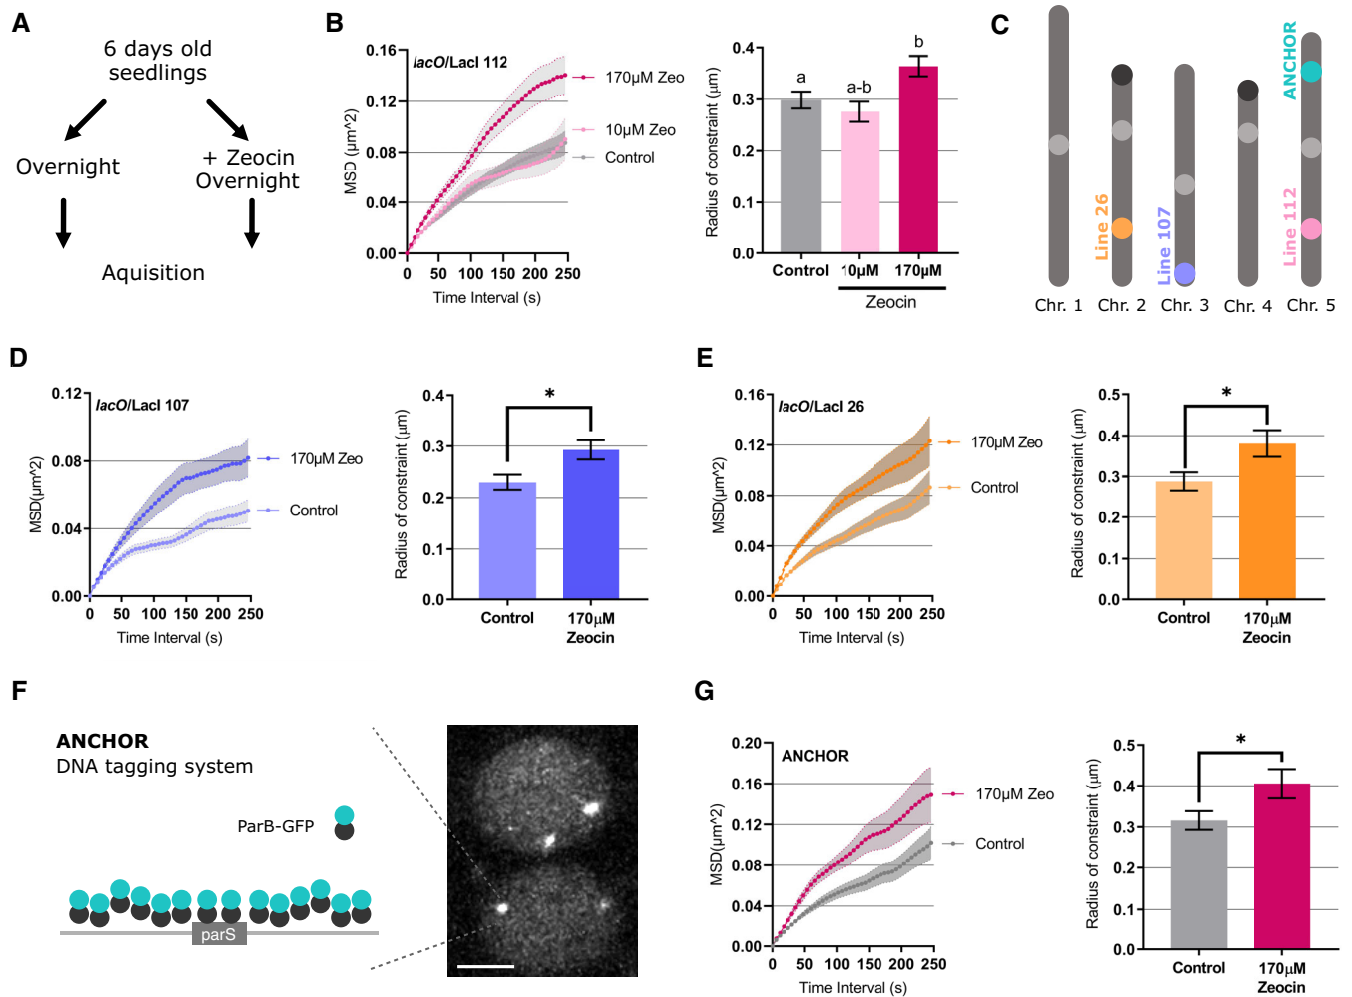 A
6 days old
seedlings
Overnight
+ Zeocin
Overnight
Aquisition
B
0.16
0.12
0.08
0.04
0.00
MSD (µm^2)
lacO/LacI 112
170µM Zeo
10µM Zeo
Control
0 50 100 150 200 250
Time Interval (s)
0.4
0.3
0.2
0.1
0.0
Radius of constraint (µm)
a
a-b
b
Control 10µM 170µM
Zeocin
C
Line 26
Line 107
Line 112
ANCHOR
Chr. 1 Chr. 2 Chr. 3 Chr. 4 Chr. 5
D
0.12
0.08
0.04
0.00
MSD(µm^2)
lacO/LacI 107
170µM Zeo
Control
0 50 100 150 200 250
Time Interval (s)
0.4
0.3
0.2
0.1
0.0
Radius of constraint (µm)
*
Control 170µM
Zeocin
E
0.16
0.12
0.08
0.04
0.00
MSD(µm^2)
lacO/LacI 26
170µM Zeo
Control
0 50 100 150 200 250
Time Interval (s)
0.5
0.4
0.3
0.2
0.1
0.0
Radius of constraint (µm)
*
Control 170µM
Zeocin
F
ANCHOR
DNA tagging system
ParB-GFP
parS
G
0.20
0.16
0.12
0.08
0.04
0.00
MSD(µm^2)
ANCHOR
170µM Zeo
Control
0 50 100 150 200 250
Time Interval (s)
0.5
0.4
0.3
0.2
0.1
0.0
Radius of constraint (µm)
*
Control 170µM
Zeocin